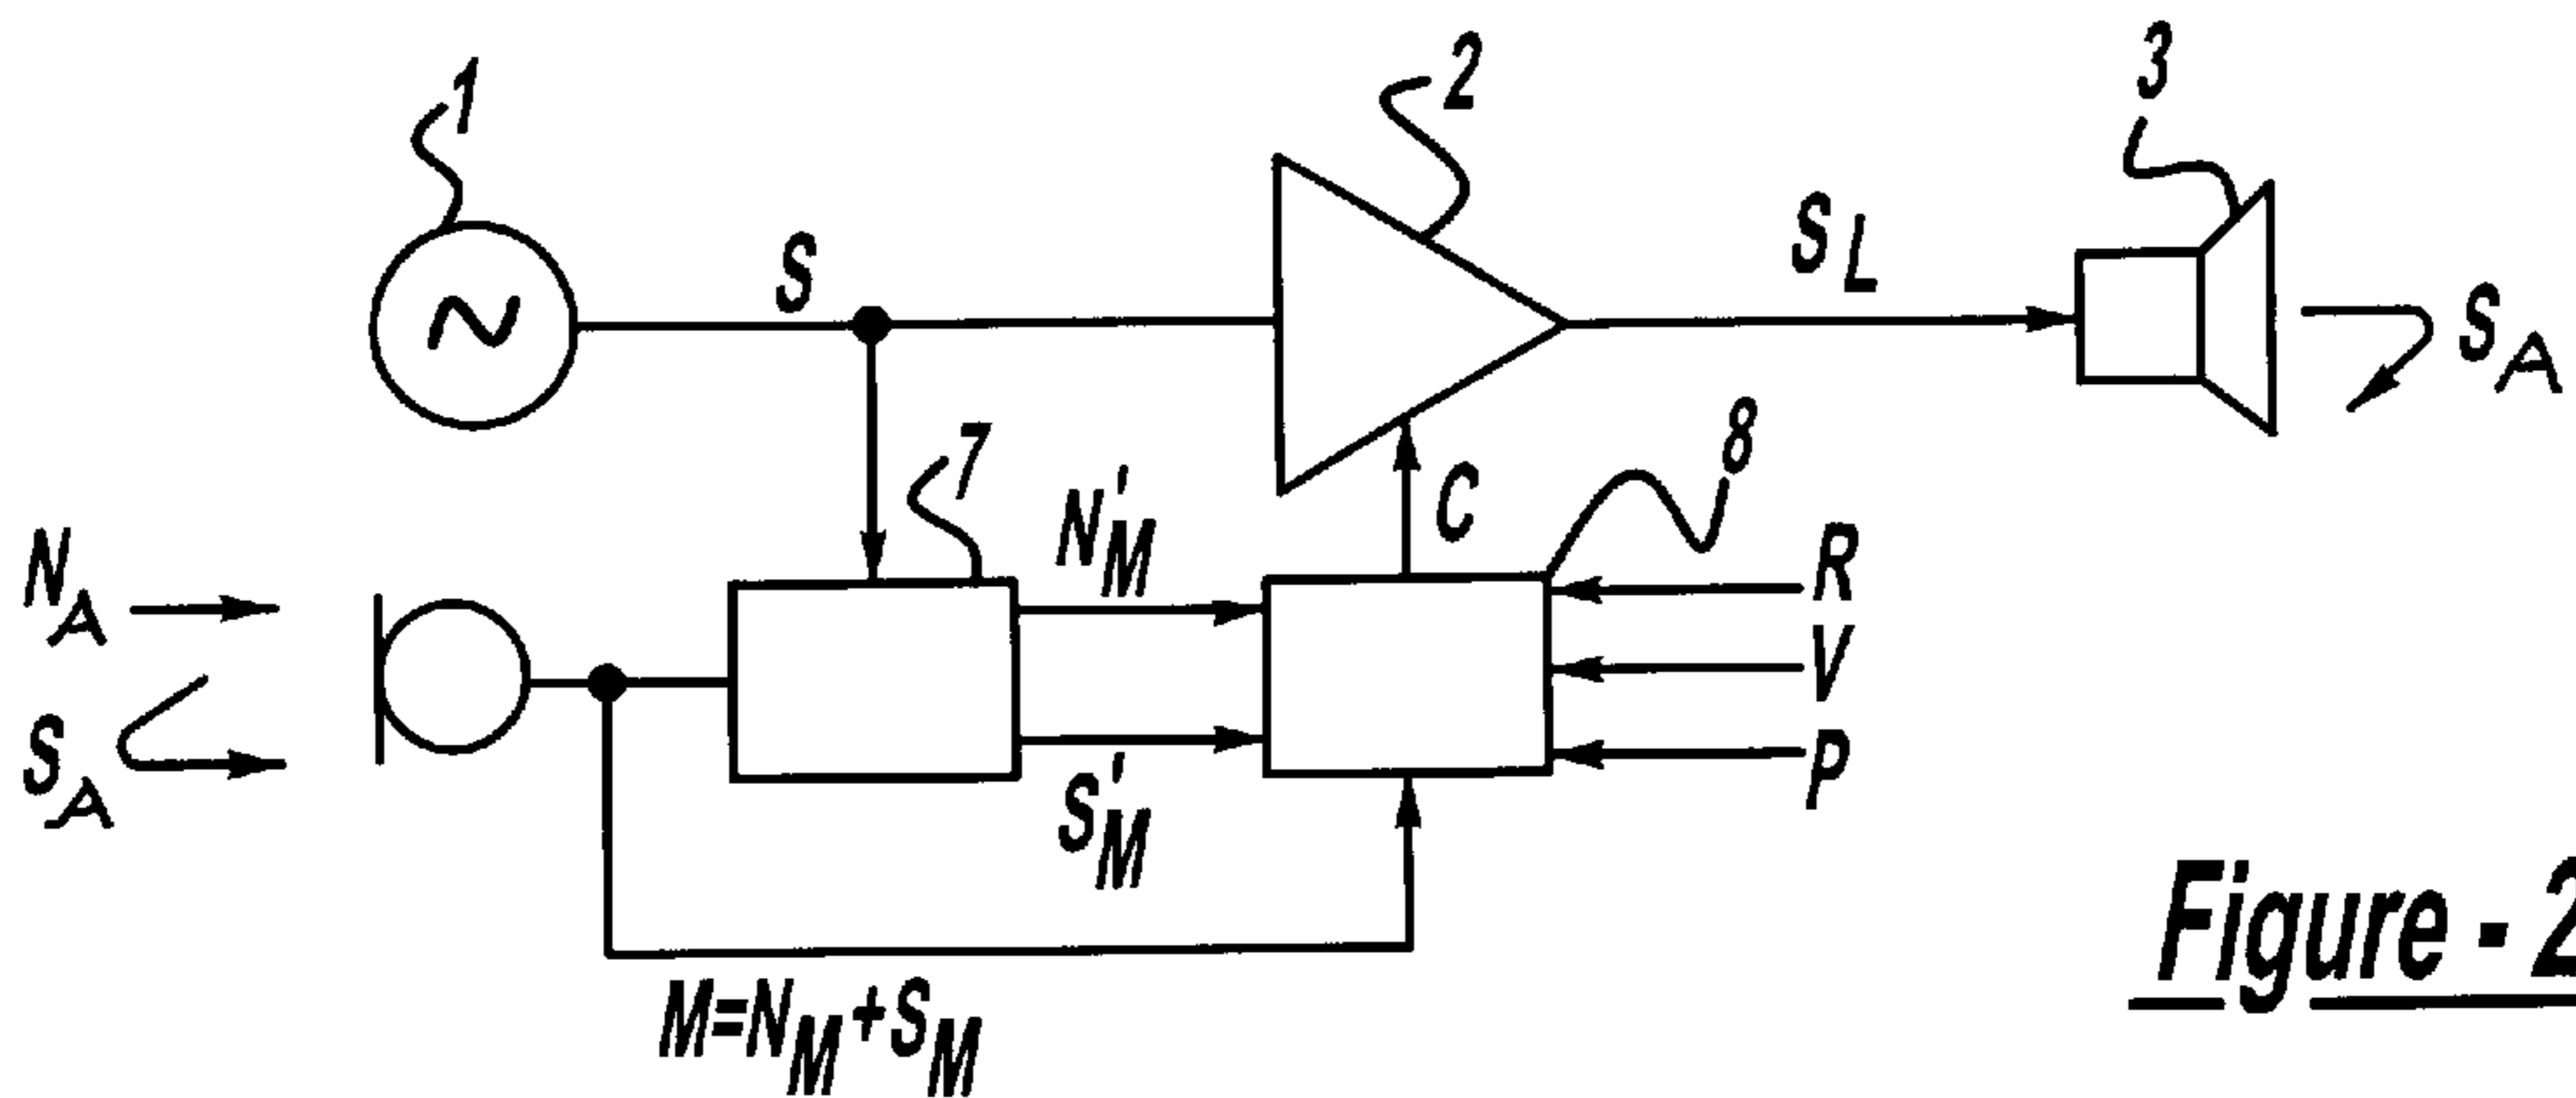 1
2
3
S
S_L
S_A
7
N'_M
C
8
N_A
R
V
S_A
S'_M
P
M=N_M+S_M
Figure - 2